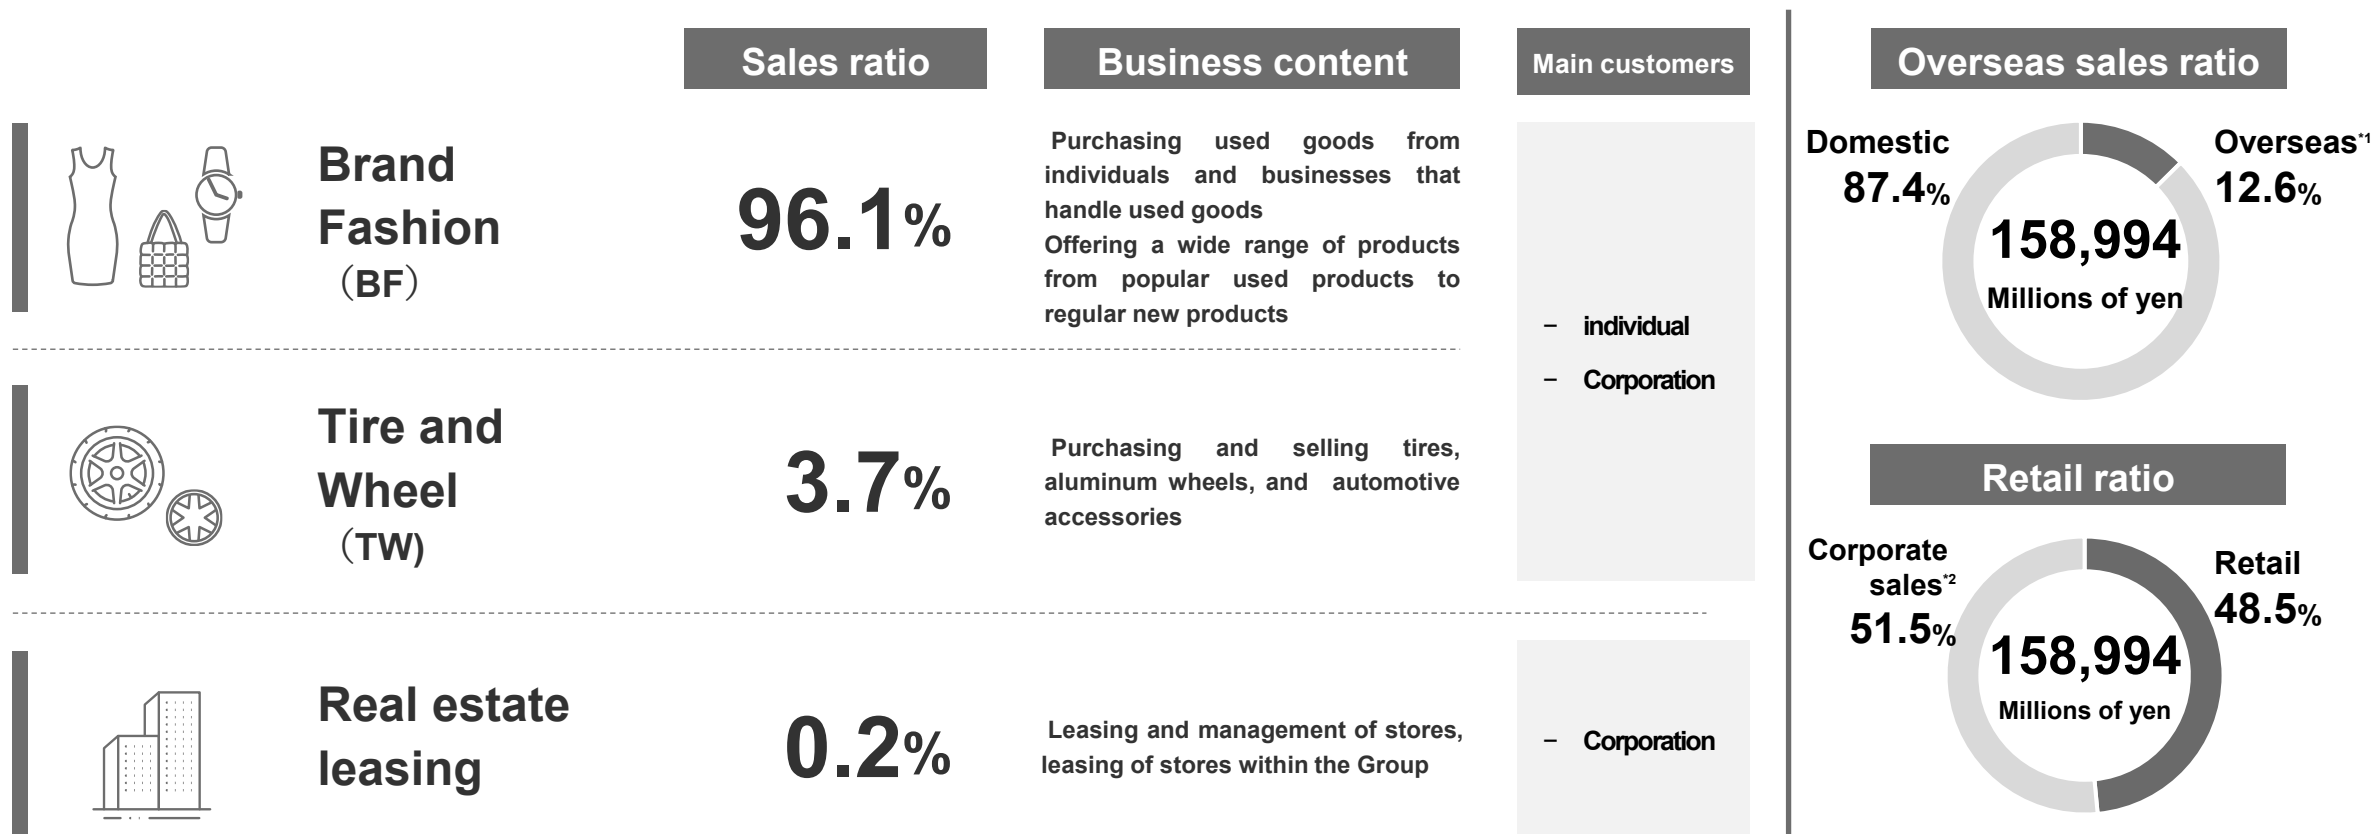 Sales ratio
Business content
Main customers
Brand
Fashion
（BF）
96.1%
Purchasing used goods from
individuals and businesses that
handle used goods
Offering a wide range of products
from popular used products to
regular new products
– individual
– Corporation
Tire and
Wheel
（TW)
3.7%
Purchasing and selling tires,
aluminum wheels, and automotive
accessories
Real estate
leasing
0.2%
Leasing and management of stores,
leasing of stores within the Group
– Corporation
Overseas sales ratio
Domestic
87.4%
Overseas*1
12.6%
158,994
Millions of yen
Retail ratio
Corporate
sales*2
51.5%
Retail
48.5%
158,994
Millions of yen